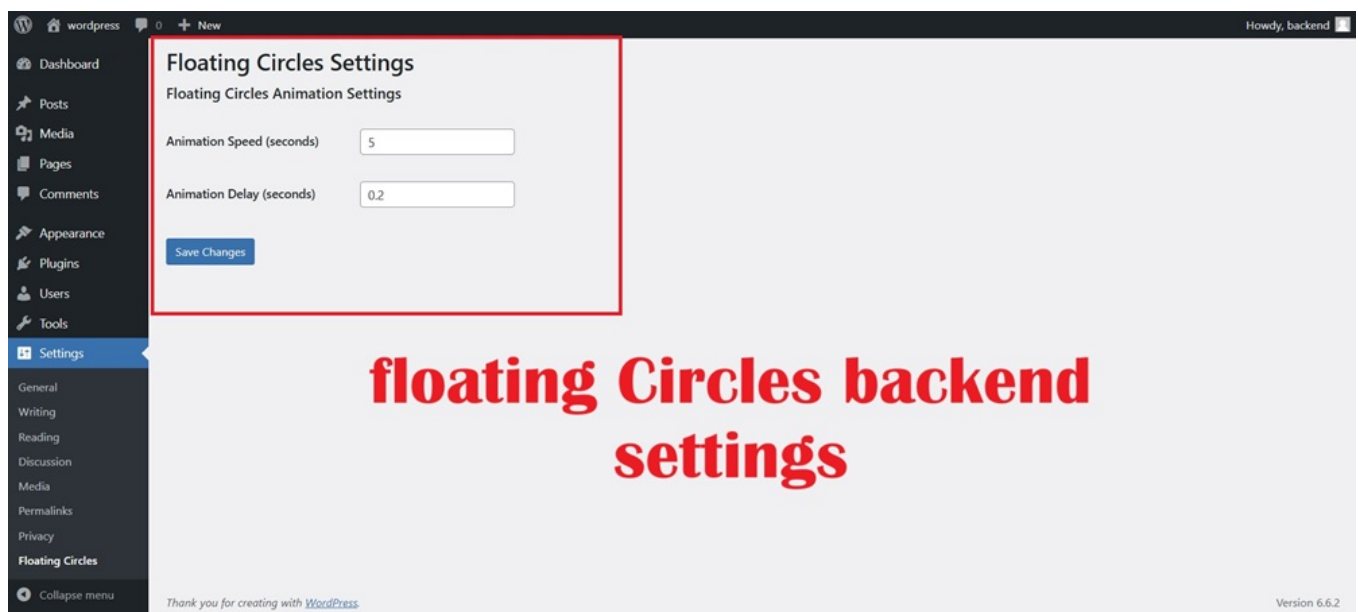 wordpress 0 New Howdy, backend
Dashboard
Posts
Media
Pages
Comments
Appearance
Plugins
Users
Tools
Settings
General
Writing
Reading
Discussion
Media
Permalinks
Privacy
Floating Circles
Collapse menu
Floating Circles Settings
Floating Circles Animation Settings
Animation Speed (seconds) 5
Animation Delay (seconds) 0.2
Save Changes
floating Circles backend
settings
Thank you for creating with WordPress. Version 6.6.2